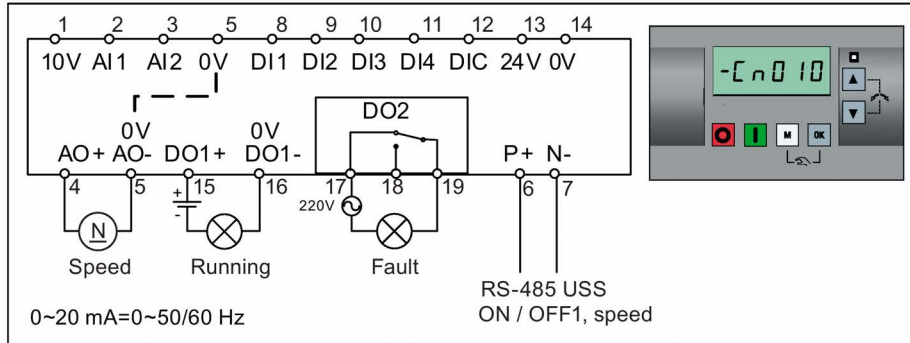 1 2 3 5 8 9 10 11 12 13 14
10V AI1 AI2 0V DI1 DI2 DI3 DI4 DIC 24V 0V
-Cn010
DO2
0V 0V
AO+ AO- DO1+ DO1- P+ N-
4 5 15 16 17 18 19 6 7
+
-
220V
M OK
N
Speed Running Fault
RS-485 USS
ON / OFF1, speed
0~20 mA=0~50/60 Hz